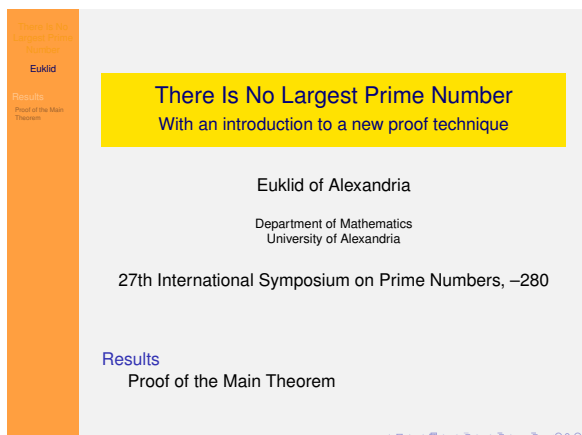 There Is No
Largest Prime
Number
Euklid
Results
Proof of the Main
Theorem
There Is No Largest Prime Number
With an introduction to a new proof technique
Euklid of Alexandria
Department of Mathematics
University of Alexandria
27th International Symposium on Prime Numbers, –280
Results
Proof of the Main Theorem